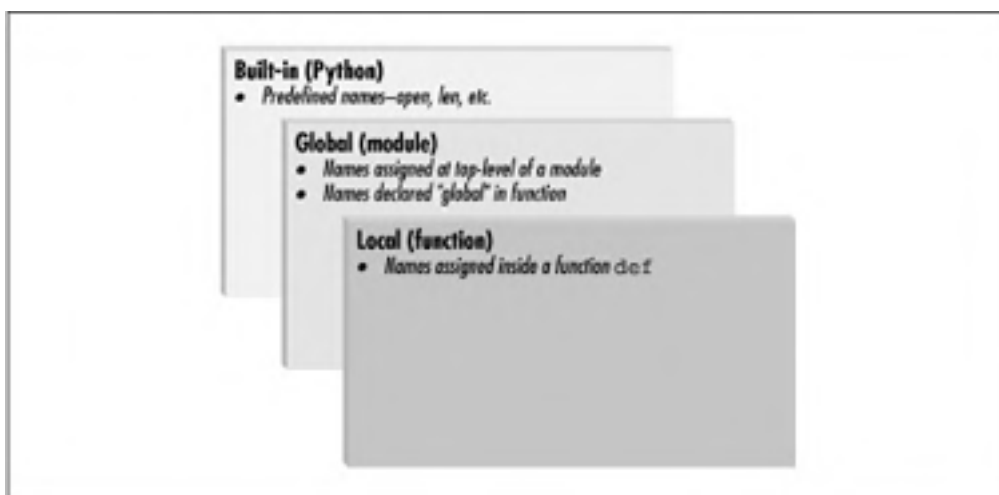 Built-in (Python)
• Predefined names–open, len, etc.
Global (module)
• Names assigned at top-level of a module
• Names declared "global" in function
Local (function)
• Names assigned inside a function def